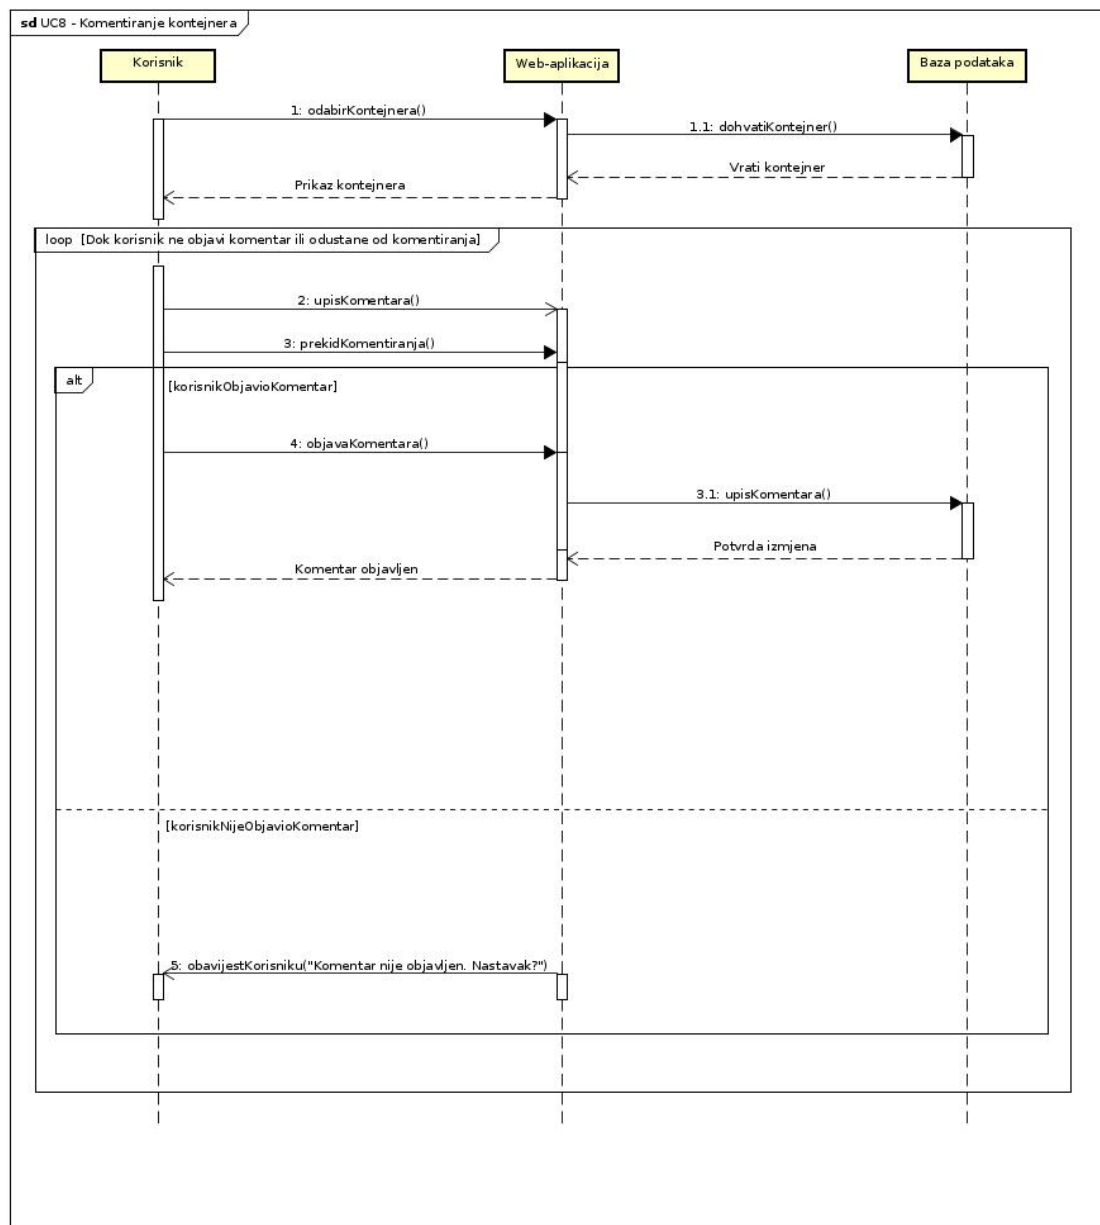 sd UC8 - Komentiranje kontejnera
Korisnik
Web-aplikacija
Baza podataka
1: odabirKontejnera()
1.1: dohvatiKontejner()
Vrati kontejner
Prikaz kontejnera
loop [Dok korisnik ne objavi komentar ili odustane od komentiranja]
2: upisKomentara()
3: prekidKomentiranja()
alt
[korisnikObjavioKomentar]
4: objavaKomentara()
3.1: upisKomentara()
Potvrda izmjena
Komentar objavljen
[korisnikNijeObjavioKomentar]
5: obavijestKorisniku("Komentar nije objavljen. Nastavak?")